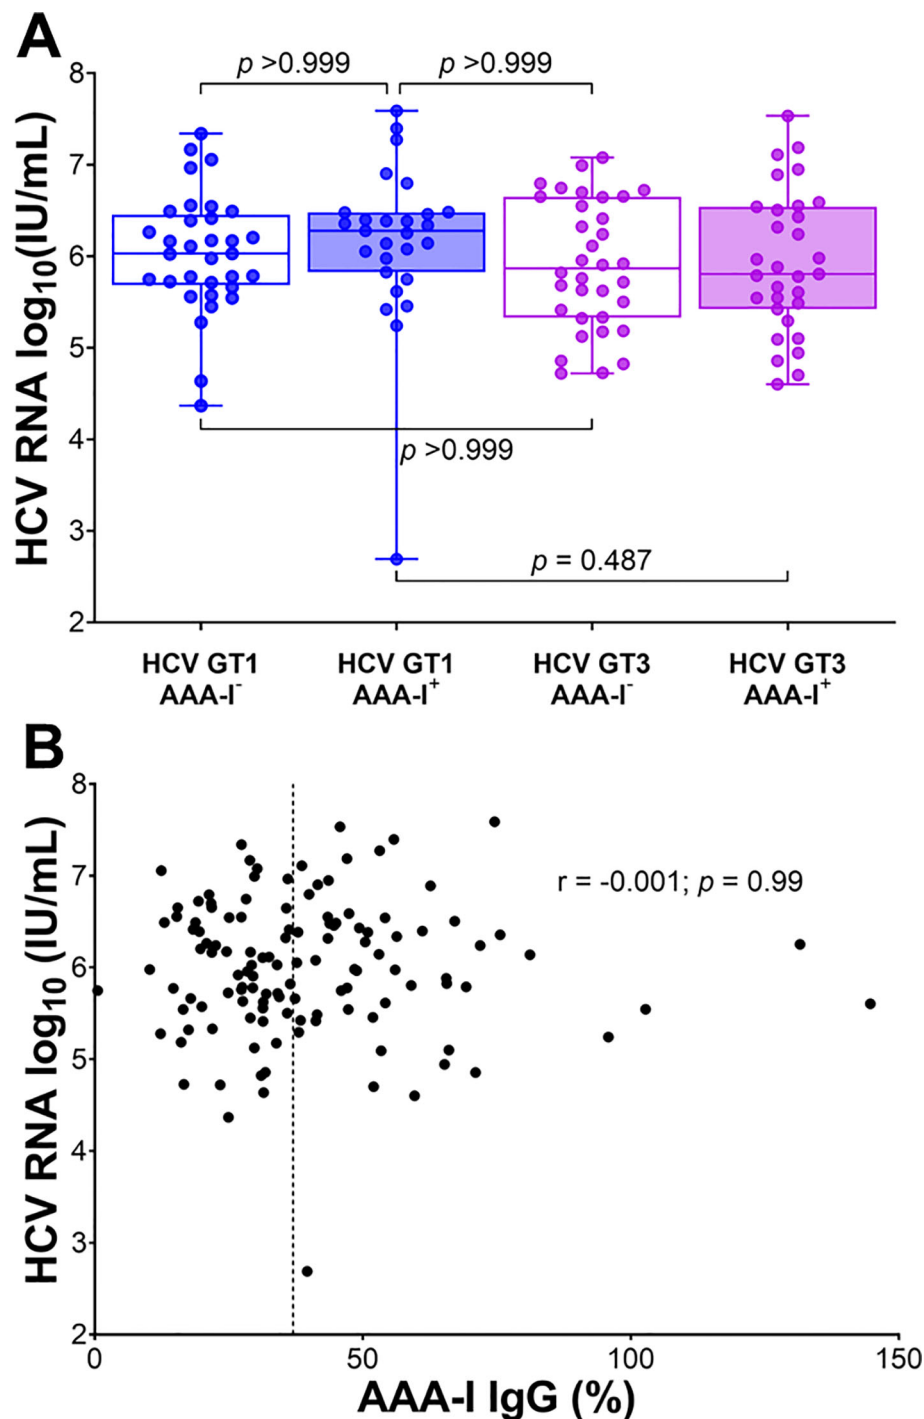 A
HCV RNA log10(IU/mL)
8
7
6
5
4
3
2
p >0.999
p >0.999
p >0.999
p = 0.487
HCV GT1
AAA-I-
HCV GT1
AAA-I+
HCV GT3
AAA-I-
HCV GT3
AAA-I+
B
HCV RNA log10 (IU/mL)
8
7
6
5
4
3
2
r = -0.001; p = 0.99
0
50
100
150
AAA-I IgG (%)